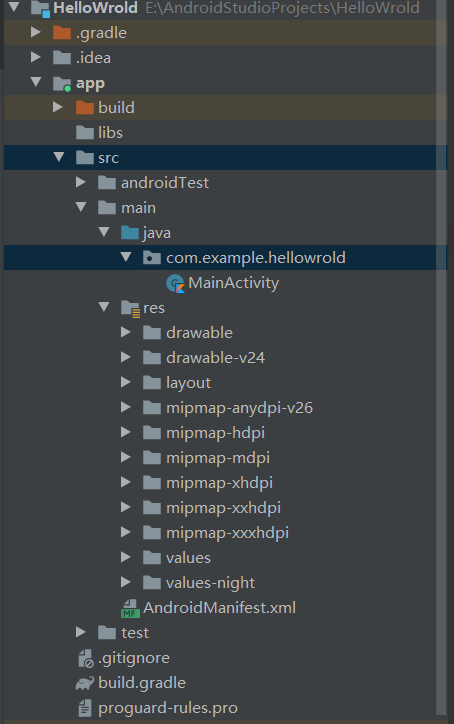 HelloWrold E:\AndroidStudioProjects\HelloWrold
.gradle
.idea
app
build
libs
src
androidTest
main
java
com.example.hellowrold
MainActivity
res
drawable
drawable-v24
layout
mipmap-anydpi-v26
mipmap-hdpi
mipmap-mdpi
mipmap-xhdpi
mipmap-xxhdpi
mipmap-xxxhdpi
values
values-night
MF AndroidManifest.xml
test
.gitignore
build.gradle
proguard-rules.pro